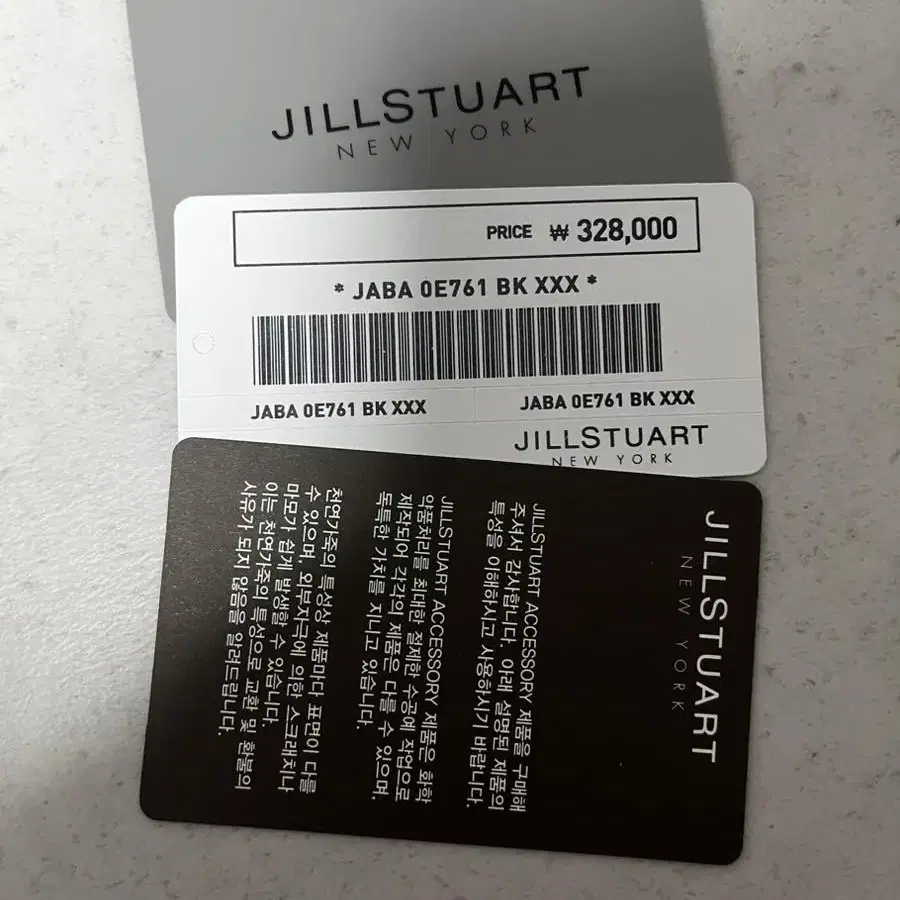 JILLSTUART
NEW YORK
PRICE ₩ 328,000
* JABA 0E761 BK XXX *
JABA 0E761 BK XXX
JABA 0E761 BK XXX
JILLSTUART
NEW YORK
JILLSTUART
NEW YORK
JILLSTUART ACCESSORY 제품을 구매해
주셔서 감사합니다. 아래 설명된 제품의
특성을 이해하시고 사용하시기 바랍니다.
JILLSTUART ACCESSORY 제품은 화학
약품처리를 최대한 절제한 수공예 작업으로
제작되어 각각의 제품은 다를 수 있으며,
독특한 가치를 지니고 있습니다.
천연가죽의 특성상 제품마다 표면이 다를
수 있으며, 외부자극에 의한 스크래치나
마모가 쉽게 발생할 수 있습니다.
이는 천연가죽의 특성으로 교환 및 환불의
사유가 되지 않음을 알려드립니다.